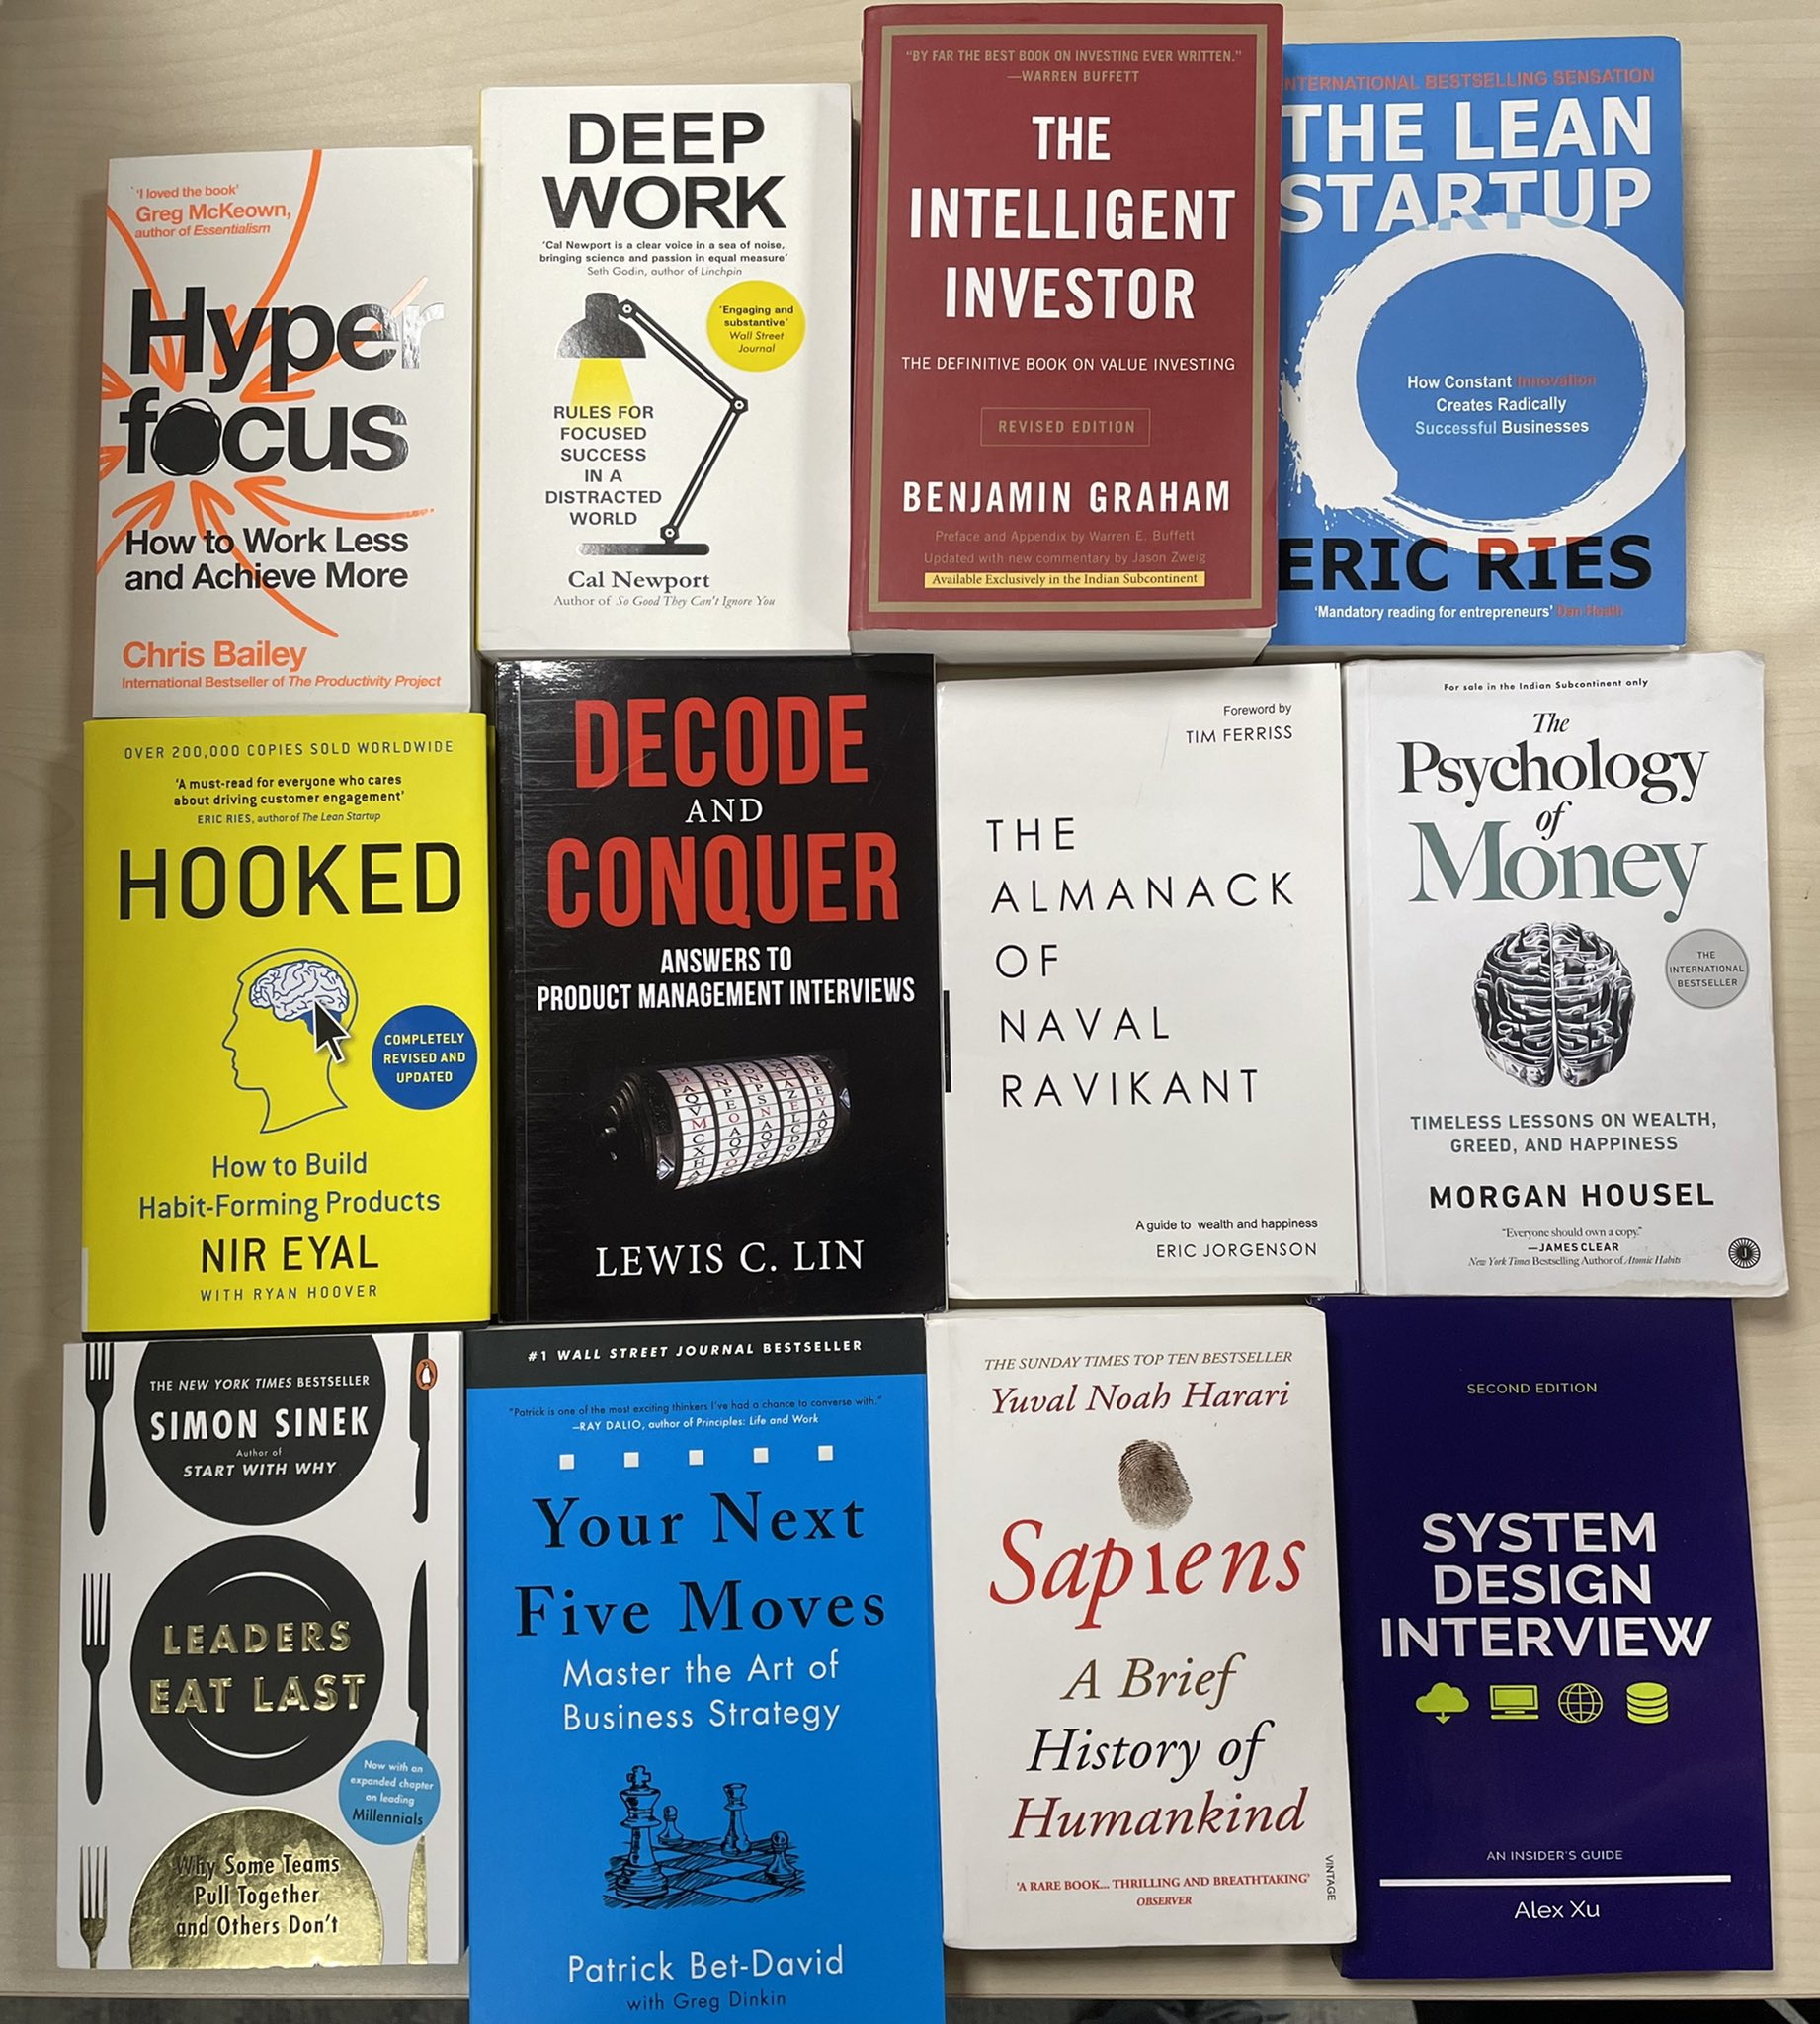 'I loved the book'
Greg McKeown,
author of Essentialism
Hyper
focus
How to Work Less
and Achieve More
Chris Bailey
International Bestseller of The Productivity Project
DEEP
WORK
'Cal Newport is a clear voice in a sea of noise,
bringing science and passion in equal measure'
Seth Godin, author of Linchpin
'Engaging and
substantive'
Wall Street
Journal
RULES FOR
FOCUSED
SUCCESS
IN A
DISTRACTED
WORLD
Cal Newport
Author of So Good They Can't Ignore You
"BY FAR THE BEST BOOK ON INVESTING EVER WRITTEN."
—WARREN BUFFETT
THE
INTELLIGENT
INVESTOR
THE DEFINITIVE BOOK ON VALUE INVESTING
REVISED EDITION
BENJAMIN GRAHAM
Preface and Appendix by Warren E. Buffett
Updated with new commentary by Jason Zweig
Available Exclusively in the Indian Subcontinent
INTERNATIONAL BESTSELLING SENSATION
THE LEAN
STARTUP
How Constant Innovation
Creates Radically
Successful Businesses
ERIC RIES
'Mandatory reading for entrepreneurs' Dan Heath
OVER 200,000 COPIES SOLD WORLDWIDE
'A must-read for everyone who cares
about driving customer engagement'
ERIC RIES, author of The Lean Startup
HOOKED
COMPLETELY
REVISED AND
UPDATED
How to Build
Habit-Forming Products
NIR EYAL
WITH RYAN HOOVER
DECODE
AND
CONQUER
ANSWERS TO
PRODUCT MANAGEMENT INTERVIEWS
LEWIS C. LIN
Foreword by
TIM FERRISS
THE
ALMANACK
OF
NAVAL
RAVIKANT
A guide to wealth and happiness
ERIC JORGENSON
For sale in the Indian Subcontinent only
The
Psychology
of
Money
THE
INTERNATIONAL
BESTSELLER
TIMELESS LESSONS ON WEALTH,
GREED, AND HAPPINESS
MORGAN HOUSEL
"Everyone should own a copy."
—JAMES CLEAR
New York Times Bestselling Author of Atomic Habits
THE NEW YORK TIMES BESTSELLER
SIMON SINEK
Author of
START WITH WHY
LEADERS
EAT LAST
Now with an
expanded chapter
on leading
Millennials
Why Some Teams
Pull Together
and Others Don't
#1 WALL STREET JOURNAL BESTSELLER
"Patrick is one of the most exciting thinkers I've had a chance to converse with."
—RAY DALIO, author of Principles: Life and Work
Your Next
Five Moves
Master the Art of
Business Strategy
Patrick Bet-David
with Greg Dinkin
THE SUNDAY TIMES TOP TEN BESTSELLER
Yuval Noah Harari
Sapiens
A Brief
History of
Humankind
'A RARE BOOK... THRILLING AND BREATHTAKING'
OBSERVER
VINTAGE
SECOND EDITION
SYSTEM
DESIGN
INTERVIEW
AN INSIDER'S GUIDE
Alex Xu